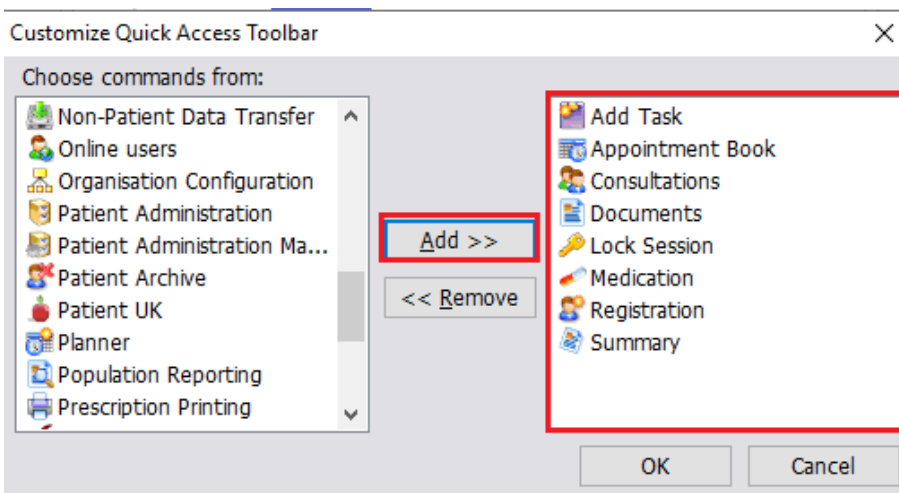 Customize Quick Access Toolbar
Choose commands from:
Non-Patient Data Transfer
Online users
Organisation Configuration
Patient Administration
Patient Administration Ma...
Patient Archive
Patient UK
Planner
Population Reporting
Prescription Printing
Add >>
<< Remove
Add Task
Appointment Book
Consultations
Documents
Lock Session
Medication
Registration
Summary
OK
Cancel